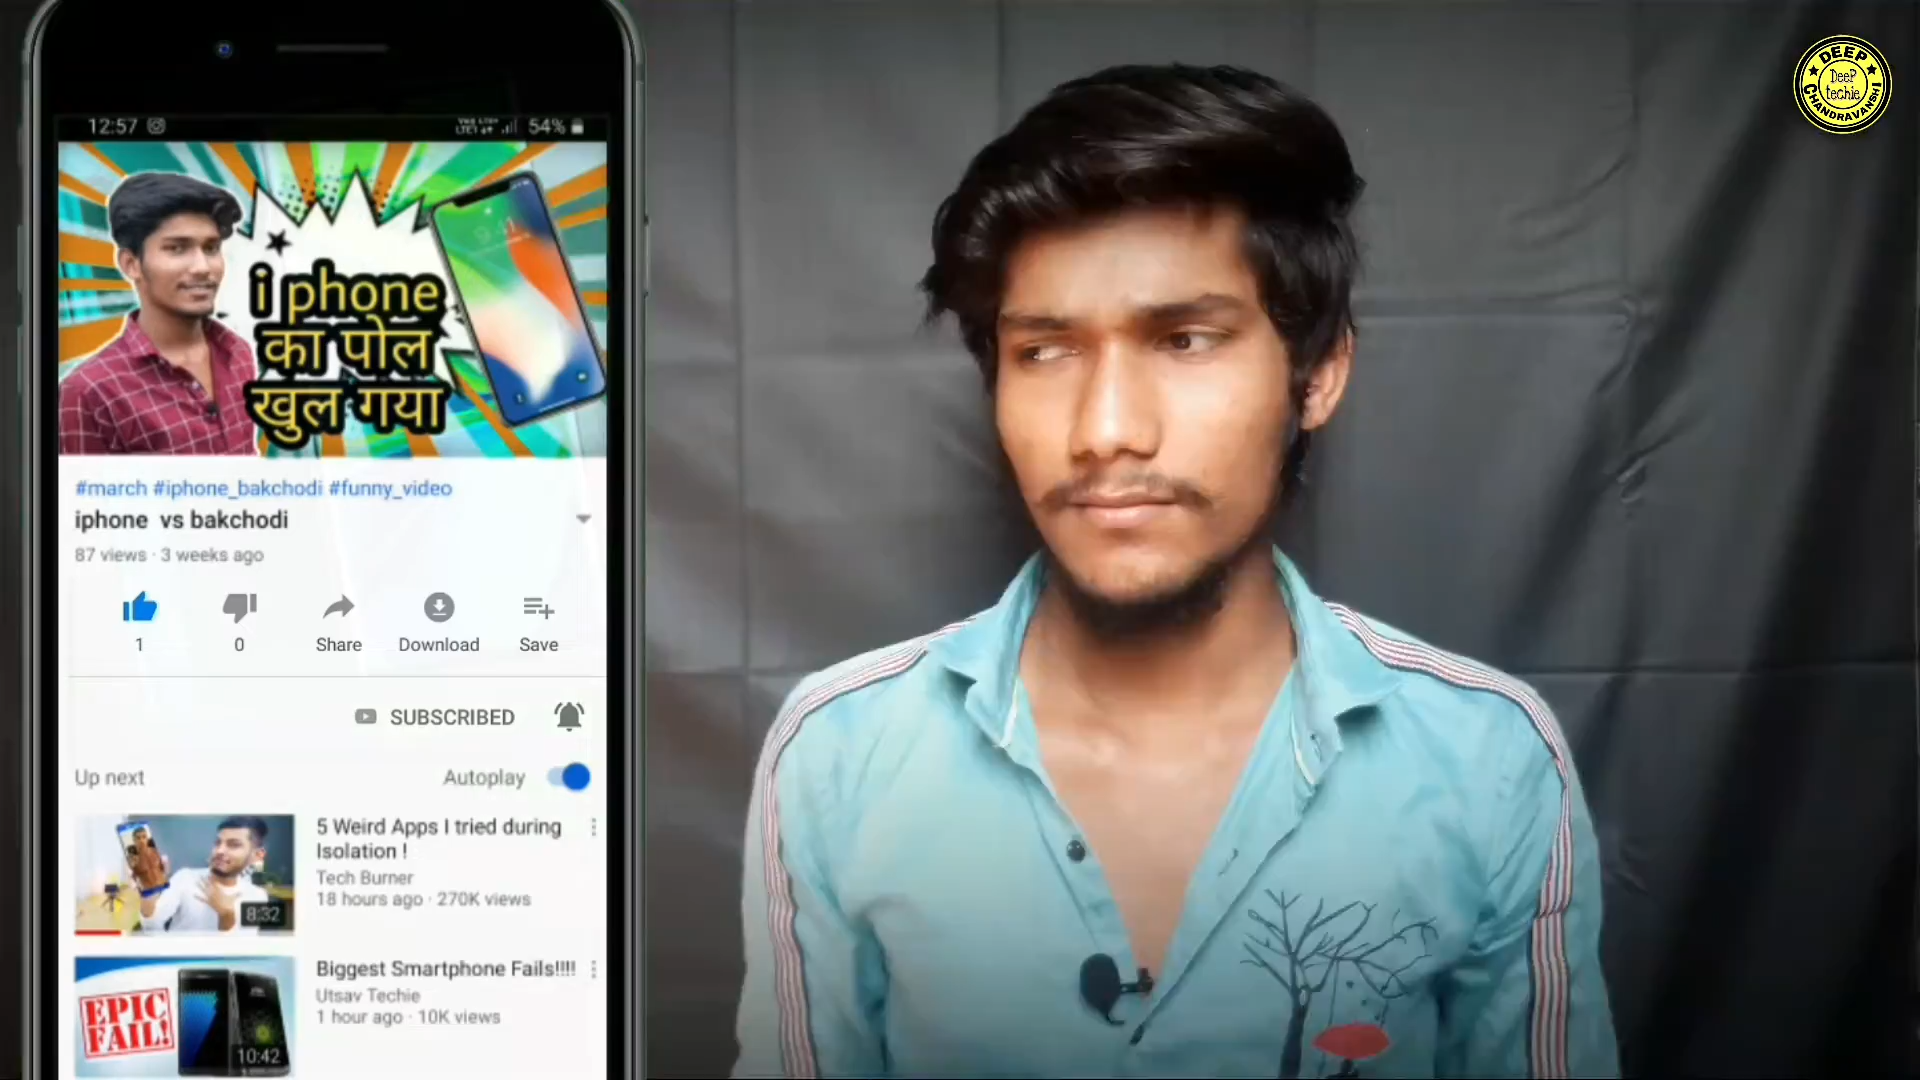 12:57
54%
i phone
का पोल
खुल गया
#march #iphone_bakchodi #funny_video
iphone vs bakchodi
87 views · 3 weeks ago
1
0
Share
Download
Save
SUBSCRIBED
Up next
Autoplay
5 Weird Apps I tried during
Isolation !
Tech Burner
18 hours ago · 270K views
8:32
Biggest Smartphone Fails!!!!
Utsav Techie
1 hour ago · 10K views
EPIC
FAIL!
10:42
DEEP
DeeP
techie
CHANDRAVANSHI